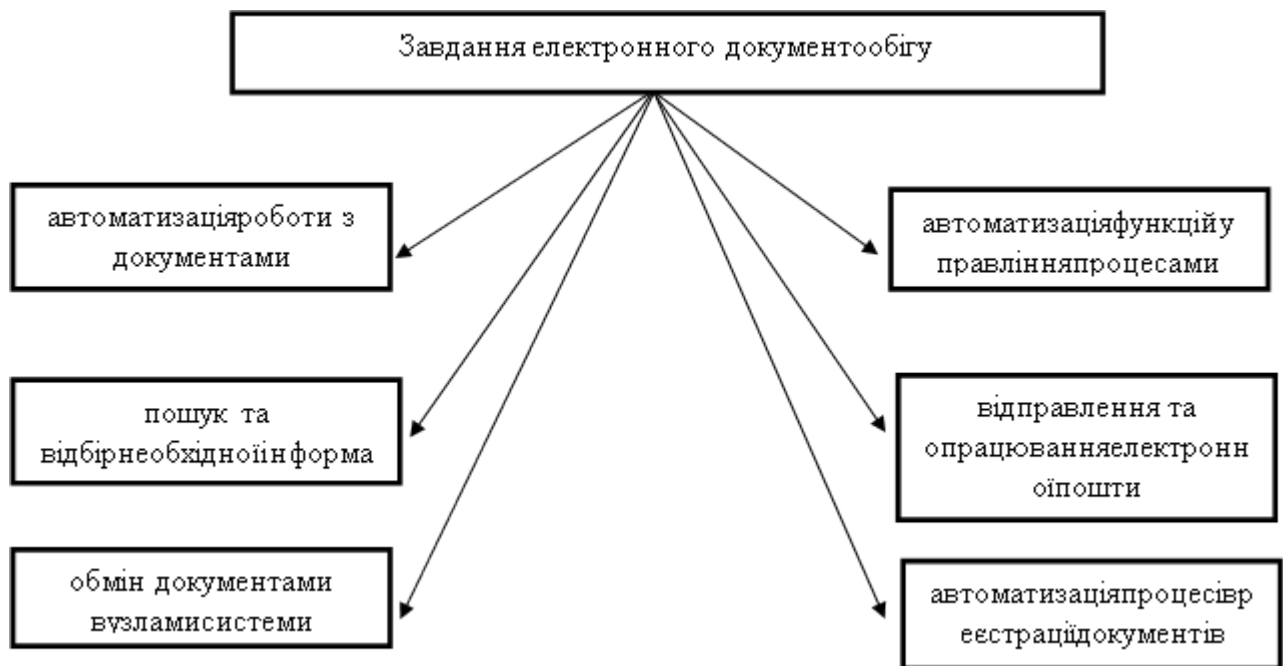 Завдання електронного документообігу
автоматизаціяроботи з
документами
автоматизаціяфункційу
правлінняпроцесами
пошук та
відбірнеобхідноїінформа
відправлення та
опрацюванняелектронн
оїпошти
обмін документами
вузламисистеми
автоматизаціяпроцесівр
еєстраціїдокументів